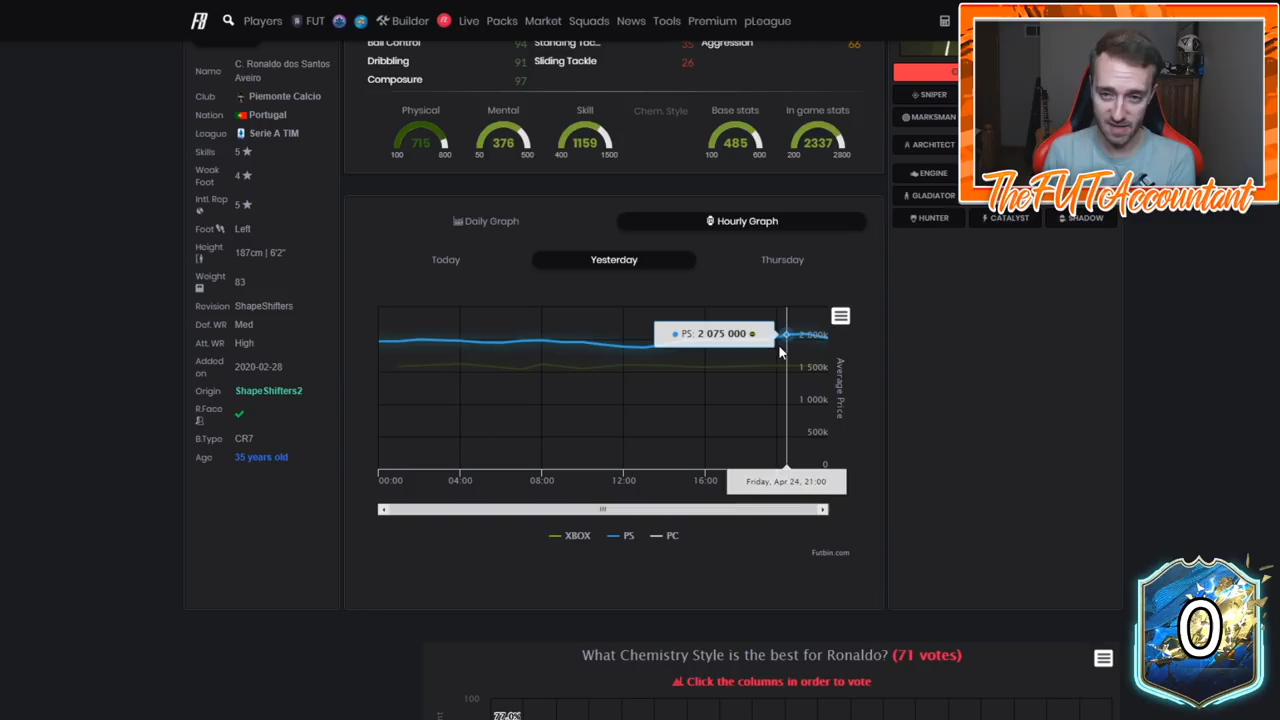 FB Players FUT Builder Live Packs Market Squads News Tools Premium pLeague
Ball Control 94 Standing Tac... 35 Aggression 66
Dribbling 91 Sliding Tackle 26
Composure 97
Name C. Ronaldo dos Santos Aveiro
Club Piemonte Calcio
Nation Portugal
League Serie A TIM
Skills 5★
Weak Foot 4★
Intl. Rep 5★
Foot Left
Height 187cm | 6'2"
Weight 83
Revision ShapeShifters
Def. WR Med
Att. WR High
Added on 2020-02-28
Origin ShapeShifters2
R.Face
B.Type CR7
Age 35 years old
Physical Mental Skill Chem. Style Base stats In game stats
715 376 1159 485 2337
100 800 50 500 400 1500 100 600 200 2800
Daily Graph Hourly Graph
Today Yesterday Thursday
PS: 2 075 000
2 000k
1 500k
1 000k
500k
0
Average Price
00:00 04:00 08:00 12:00 16:00
Friday, Apr 24, 21:00
XBOX PS PC
Futbin.com
SNIPER
MARKSMAN
ARCHITECT
ENGINE
GLADIATOR
HUNTER CATALYST SHADOW
TheFUTAccountant
0
What Chemistry Style is the best for Ronaldo? (71 votes)
Click the columns in order to vote
100
77.0%